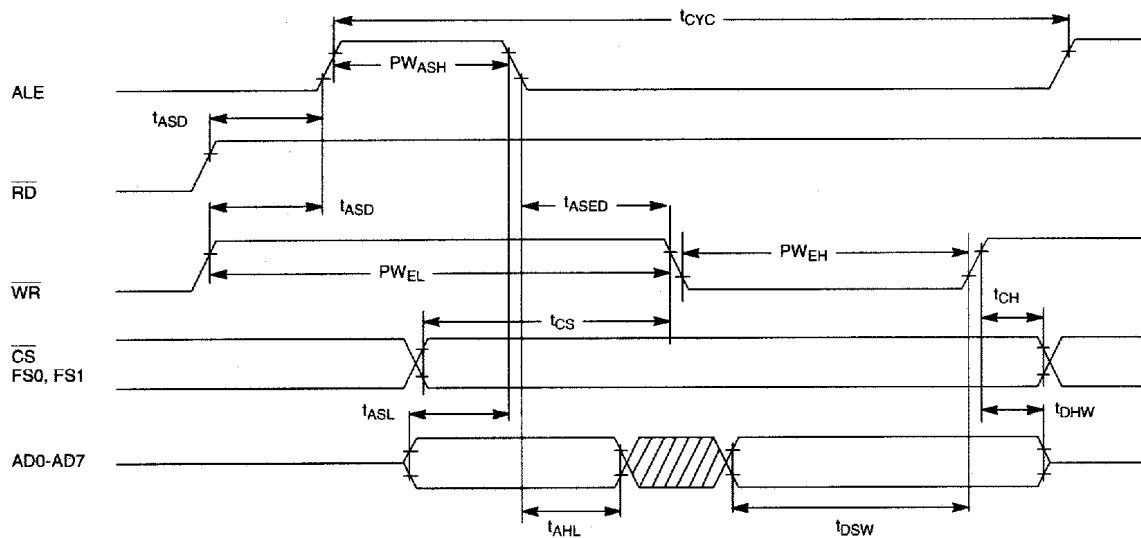 tCYC
PWASH
ALE
tASD
RD
tASD
tASED
PWEH
PWEL
WR
tCH
tCS
CS
FS0, FS1
tASL
tDHW
AD0-AD7
tAHL
tDSW